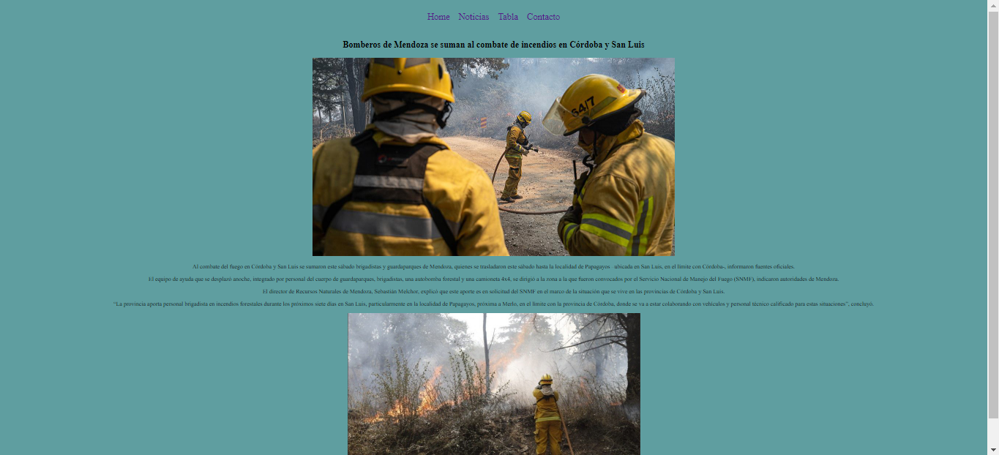 Home Noticias Tabla Contacto
Bomberos de Mendoza se suman al combate de incendios en Córdoba y San Luis
64/7
Al combate del fuego en Córdoba y San Luis se sumaron este sábado brigadistas y guardaparques de Mendoza, quienes se trasladaron este sábado hasta la localidad de Papagayos –ubicada en San Luis, en el límite con Córdoba-, informaron fuentes oficiales.
El equipo de ayuda que se desplazó anoche, integrado por personal del cuerpo de guardaparques, brigadistas, una autobomba forestal y una camioneta 4x4, se dirigió a la zona a la que fueron convocados por el Servicio Nacional de Manejo del Fuego (SNMF), indicaron autoridades de Mendoza.
El director de Recursos Naturales de Mendoza, Sebastián Melchor, explicó que este aporte es en solicitud del SNMF en el marco de la situación que se vive en las provincias de Córdoba y San Luis.
“La provincia aporta personal brigadista en incendios forestales durante los próximos siete días en San Luis, particularmente en la localidad de Papagayos, próxima a Merlo, en el límite con la provincia de Córdoba, donde se va a estar colaborando con vehículos y personal técnico calificado para estas situaciones”, concluyó.